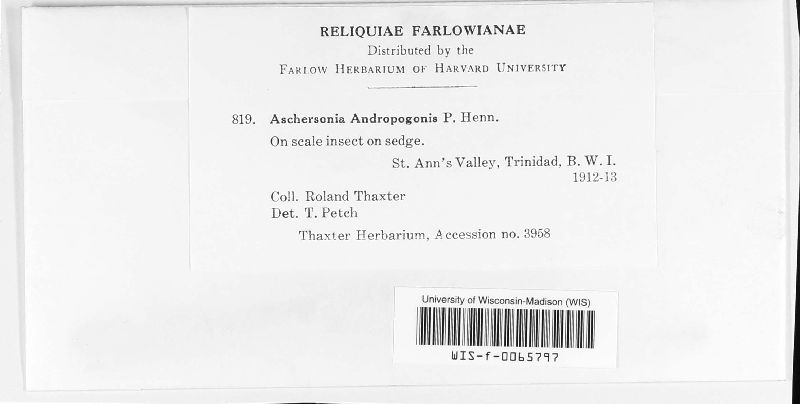 RELIQUIAE FARLOWIANAE
Distributed by the
FARLOW HERBARIUM OF HARVARD UNIVERSITY
819. Aschersonia Andropogonis P. Henn.
On scale insect on sedge.
St. Ann's Valley, Trinidad, B. W. I.
1912-13
Coll. Roland Thaxter
Det. T. Petch
Thaxter Herbarium, Accession no. 3958
University of Wisconsin-Madison (WIS)
WIS-f-0065797